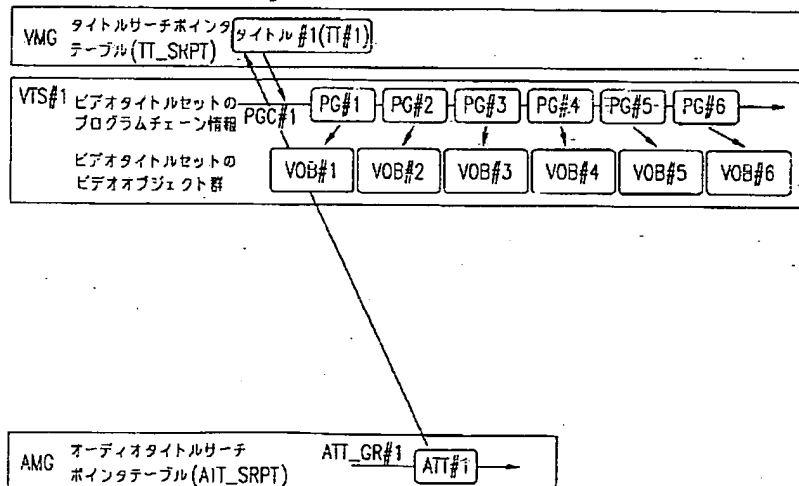 VMG タイトルサーチポインタ
テーブル(TT_SRPT)
タイトル #1(TT#1)
VTS#1 ビデオタイトルセットの
プログラムチェーン情報
PGC#1
PG#1 PG#2 PG#3 PG#4 PG#5 PG#6
ビデオタイトルセットの
ビデオオブジェクト群
VOB#1 VOB#2 VOB#3 VOB#4 VOB#5 VOB#6
AMG オーディオタイトルサーチ
ポインタテーブル(AIT_SRPT)
ATT_GR#1
ATT#1